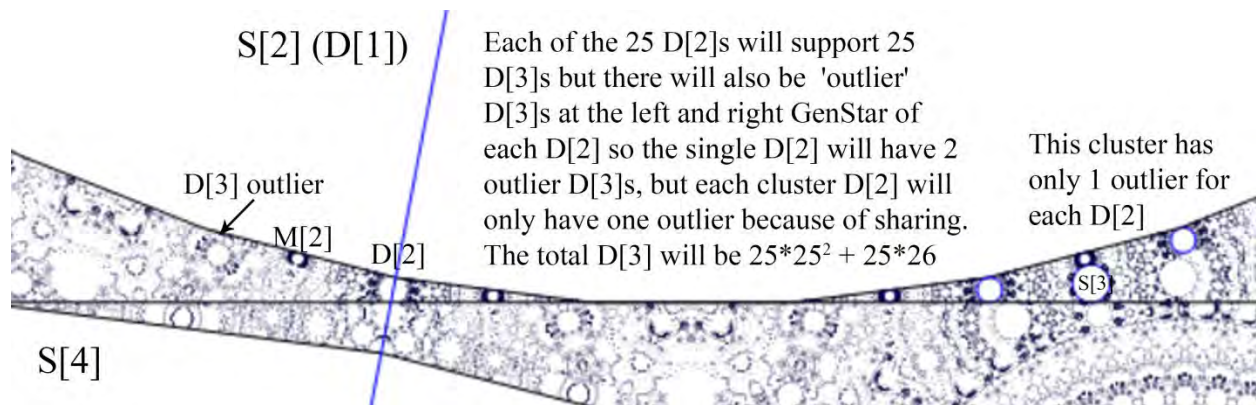 S[2] (D[1])
Each of the 25 D[2]s will support 25
D[3]s but there will also be 'outlier'
D[3]s at the left and right GenStar of
each D[2] so the single D[2] will have 2
outlier D[3]s, but each cluster D[2] will
only have one outlier because of sharing.
The total D[3] will be 25*25² + 25*26
This cluster has
only 1 outlier for
each D[2]
D[3] outlier
M[2]
D[2]
S[3]
S[4]